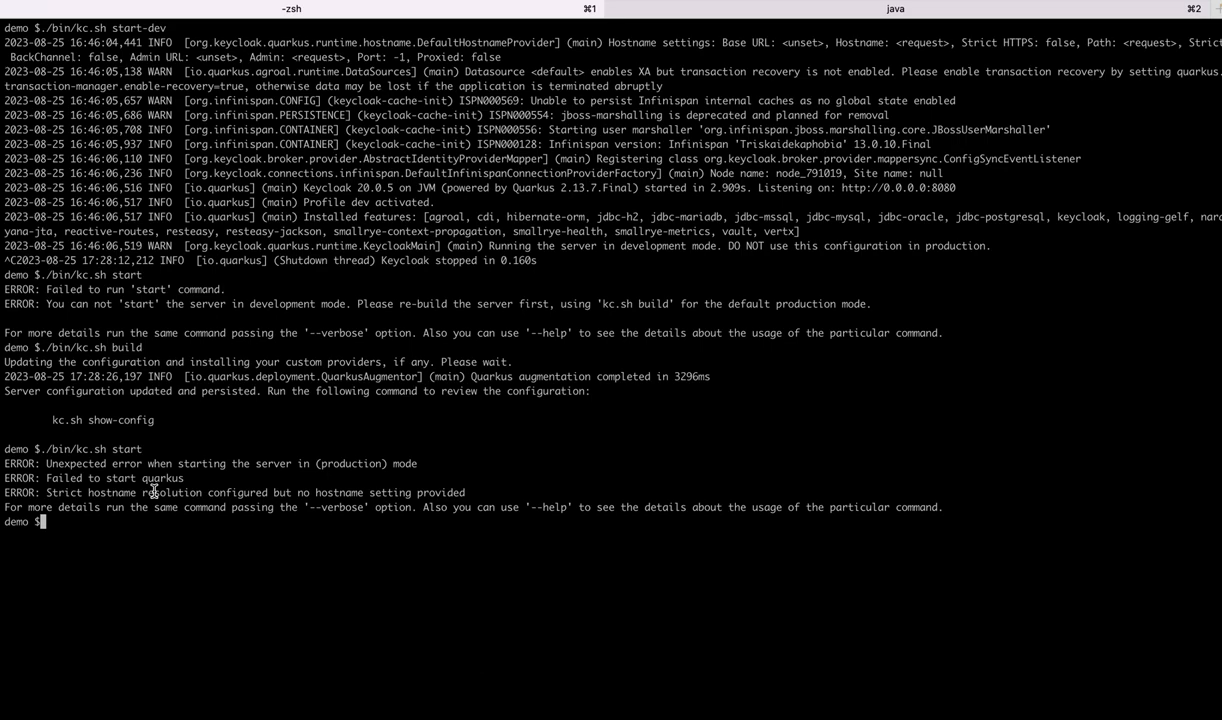 -zsh ⌘1 java ⌘2
demo $./bin/kc.sh start-dev
2023-08-25 16:46:04,441 INFO  [org.keycloak.quarkus.runtime.hostname.DefaultHostnameProvider] (main) Hostname settings: Base URL: <unset>, Hostname: <request>, Strict HTTPS: false, Path: <request>, Strict
BackChannel: false, Admin URL: <unset>, Admin: <request>, Port: -1, Proxied: false
2023-08-25 16:46:05,138 WARN  [io.quarkus.agroal.runtime.DataSources] (main) Datasource <default> enables XA but transaction recovery is not enabled. Please enable transaction recovery by setting quarkus.
transaction-manager.enable-recovery=true, otherwise data may be lost if the application is terminated abruptly
2023-08-25 16:46:05,657 WARN  [org.infinispan.CONFIG] (keycloak-cache-init) ISPN000569: Unable to persist Infinispan internal caches as no global state enabled
2023-08-25 16:46:05,686 WARN  [org.infinispan.PERSISTENCE] (keycloak-cache-init) ISPN000554: jboss-marshalling is deprecated and planned for removal
2023-08-25 16:46:05,708 INFO  [org.infinispan.CONTAINER] (keycloak-cache-init) ISPN000556: Starting user marshaller 'org.infinispan.jboss.marshalling.core.JBossUserMarshaller'
2023-08-25 16:46:05,937 INFO  [org.infinispan.CONTAINER] (keycloak-cache-init) ISPN000128: Infinispan version: Infinispan 'Triskaidekaphobia' 13.0.10.Final
2023-08-25 16:46:06,110 INFO  [org.keycloak.broker.provider.AbstractIdentityProviderMapper] (main) Registering class org.keycloak.broker.provider.mappersync.ConfigSyncEventListener
2023-08-25 16:46:06,236 INFO  [org.keycloak.connections.infinispan.DefaultInfinispanConnectionProviderFactory] (main) Node name: node_791019, Site name: null
2023-08-25 16:46:06,516 INFO  [io.quarkus] (main) Keycloak 20.0.5 on JVM (powered by Quarkus 2.13.7.Final) started in 2.909s. Listening on: http://0.0.0.0:8080
2023-08-25 16:46:06,517 INFO  [io.quarkus] (main) Profile dev activated.
2023-08-25 16:46:06,517 INFO  [io.quarkus] (main) Installed features: [agroal, cdi, hibernate-orm, jdbc-h2, jdbc-mariadb, jdbc-mssql, jdbc-mysql, jdbc-oracle, jdbc-postgresql, keycloak, logging-gelf, nara
yana-jta, reactive-routes, resteasy, resteasy-jackson, smallrye-context-propagation, smallrye-health, smallrye-metrics, vault, vertx]
2023-08-25 16:46:06,519 WARN  [org.keycloak.quarkus.runtime.KeycloakMain] (main) Running the server in development mode. DO NOT use this configuration in production.
^C2023-08-25 17:28:12,212 INFO  [io.quarkus] (Shutdown thread) Keycloak stopped in 0.160s
demo $./bin/kc.sh start
ERROR: Failed to run 'start' command.
ERROR: You can not 'start' the server in development mode. Please re-build the server first, using 'kc.sh build' for the default production mode.
For more details run the same command passing the '--verbose' option. Also you can use '--help' to see the details about the usage of the particular command.
demo $./bin/kc.sh build
Updating the configuration and installing your custom providers, if any. Please wait.
2023-08-25 17:28:26,197 INFO  [io.quarkus.deployment.QuarkusAugmentor] (main) Quarkus augmentation completed in 3296ms
Server configuration updated and persisted. Run the following command to review the configuration:
kc.sh show-config
demo $./bin/kc.sh start
ERROR: Unexpected error when starting the server in (production) mode
ERROR: Failed to start quarkus
ERROR: Strict hostname resolution configured but no hostname setting provided
For more details run the same command passing the '--verbose' option. Also you can use '--help' to see the details about the usage of the particular command.
demo $